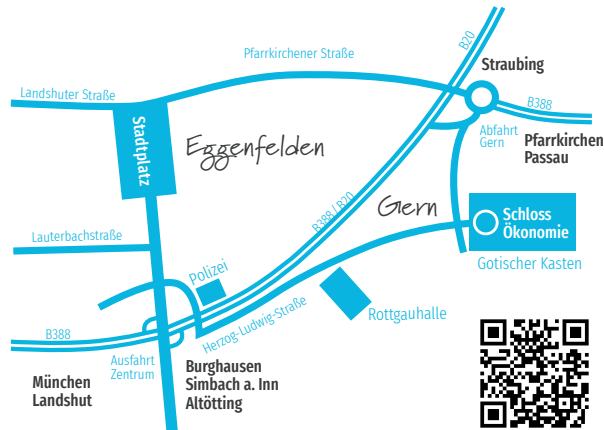 B20
Pfarrkirchener Straße
Straubing
Landshuter Straße
B388
Stadtplatz
Eggenfelden
Abfahrt
Gern
Pfarrkirchen
Passau
B388 / B20
Gern
Schloss
Ökonomie
Lauterbachstraße
Gotischer Kasten
Polizei
Rottgauhalle
Herzog-Ludwig-Straße
B388
Ausfahrt
Zentrum
Burghausen
Simbach a. Inn
Altötting
München
Landshut